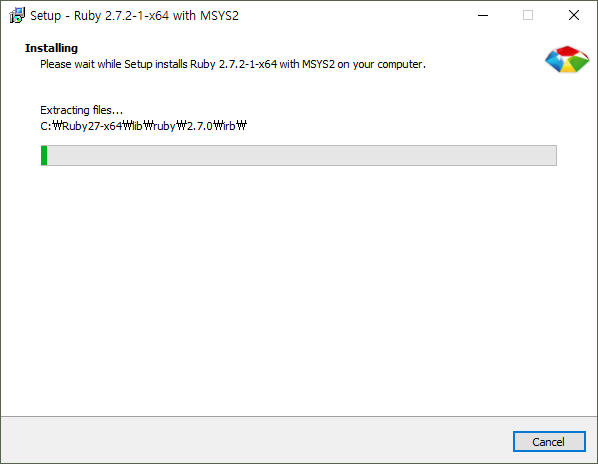 Setup - Ruby 2.7.2-1-x64 with MSYS2
Installing
Please wait while Setup installs Ruby 2.7.2-1-x64 with MSYS2 on your computer.
Extracting files...
C:₩Ruby27-x64₩lib₩ruby₩2.7.0₩irb₩
Cancel